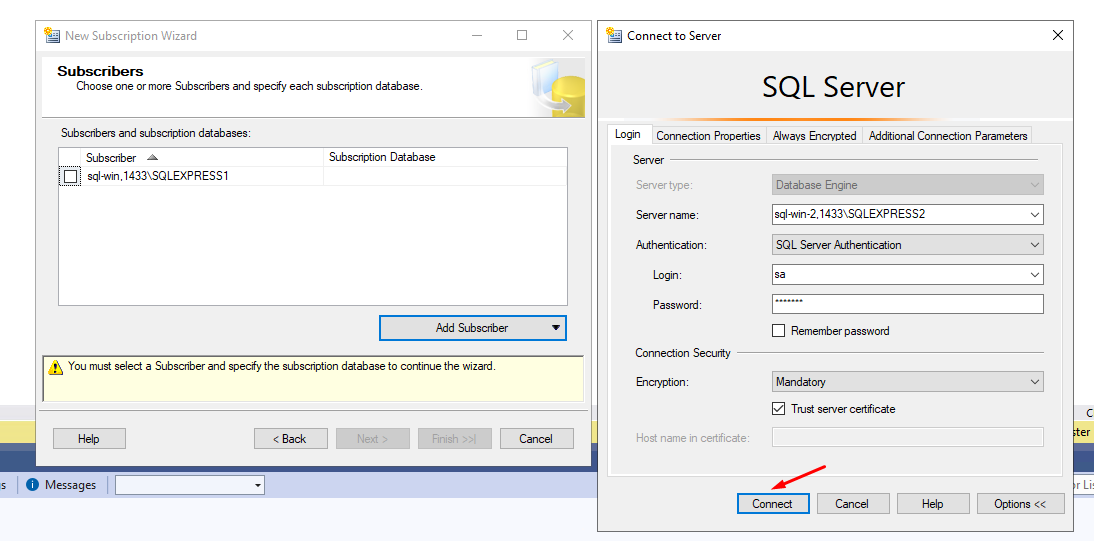 New Subscription Wizard
Subscribers
Choose one or more Subscribers and specify each subscription database.
Subscribers and subscription databases:
Subscriber Subscription Database
sql-win,1433\SQLEXPRESS1
Add Subscriber
You must select a Subscriber and specify the subscription database to continue the wizard.
Help < Back Next > Finish >>| Cancel
Messages
Connect to Server
SQL Server
Login Connection Properties Always Encrypted Additional Connection Parameters
Server
Server type: Database Engine
Server name: sql-win-2,1433\SQLEXPRESS2
Authentication: SQL Server Authentication
Login: sa
Password: *******
Remember password
Connection Security
Encryption: Mandatory
Trust server certificate
Host name in certificate:
Connect Cancel Help Options <<